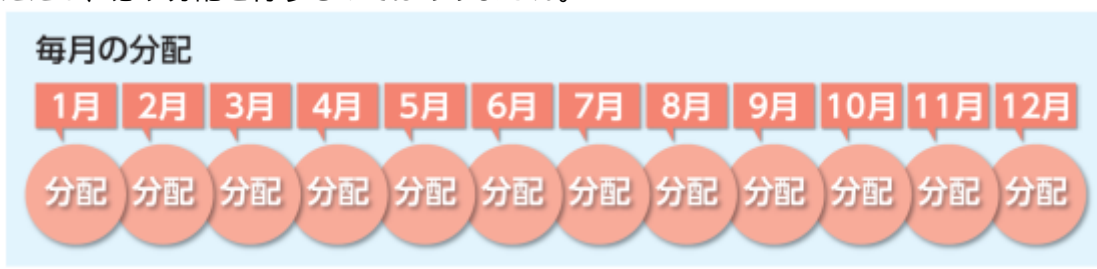 毎月の分配
1月 2月 3月 4月 5月 6月 7月 8月 9月 10月 11月 12月
分配 分配 分配 分配 分配 分配 分配 分配 分配 分配 分配 分配